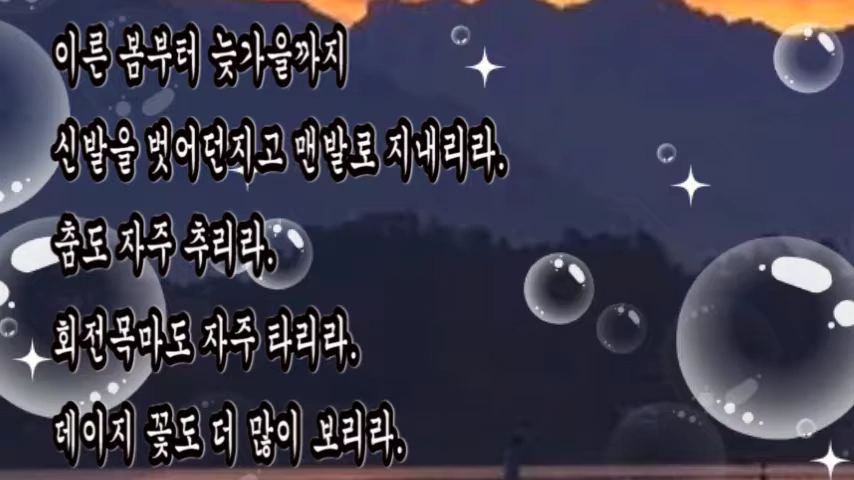 이른 봄부터 늦가을까지
신발을 벗어던지고 맨발로 지내리라.
춤도 자주 추리라.
회전목마도 자주 타리라.
데이지 꽃도 더 많이 보리라.